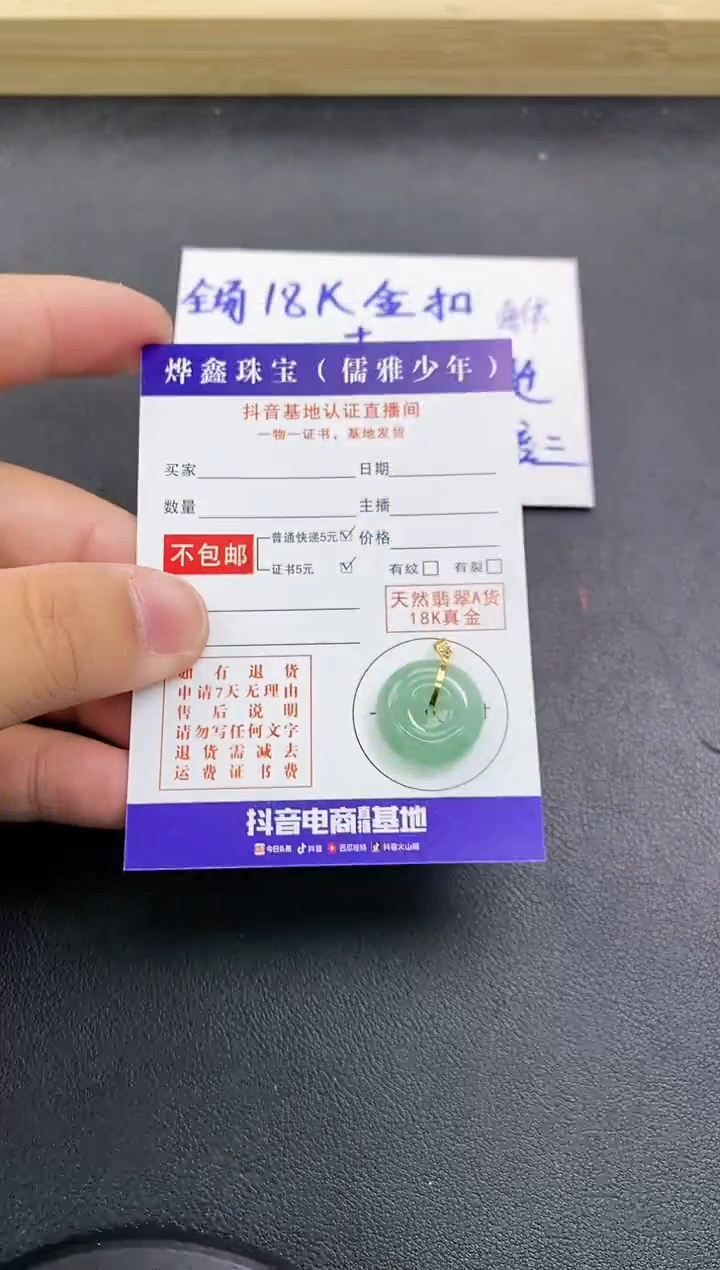 全场18K金扣
烨鑫珠宝（儒雅少年）
抖音基地认证直播间
一物一证书，基地发货
买家 日期
数量 主播
不包邮 普通快递5元☑ 价格
证书5元 ☑ 有紋□ 有裂□
天然翡翠A货
18K真金
如有退货
申请7天无理由
售后说明
请勿写任何文字
退货需减去
运费证书费
抖音电商直播基地
今日头条 抖音 西瓜视频 抖音火山版